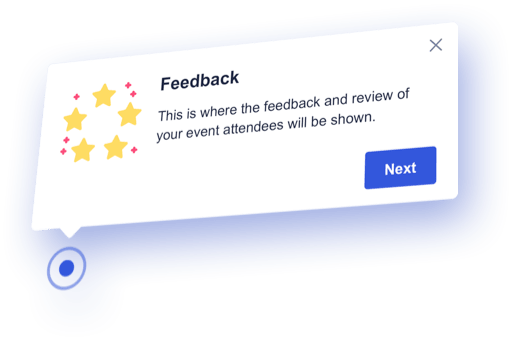 Feedback
This is where the feedback and review of
your event attendees will be shown.
Next